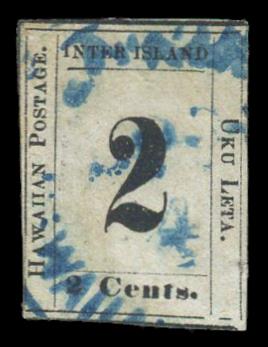 INTER ISLAND
HAWAIIAN POSTAGE.
2
UKU LETA.
2 Cents.